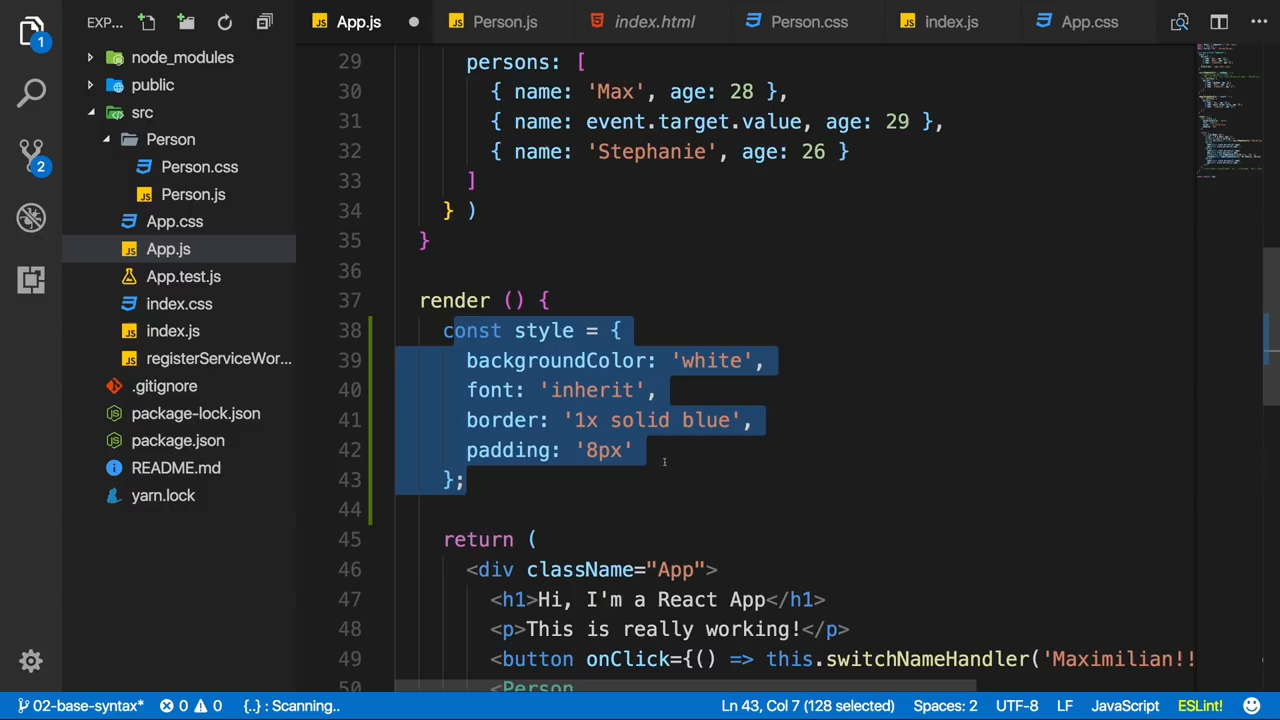 EXP...
App.js
Person.js
index.html
Person.css
index.js
App.css
1
2
node_modules
public
src
Person
Person.css
Person.js
App.css
App.js
App.test.js
index.css
index.js
registerServiceWor...
.gitignore
package-lock.json
package.json
README.md
yarn.lock
29 persons: [
30 { name: 'Max', age: 28 },
31 { name: event.target.value, age: 29 },
32 { name: 'Stephanie', age: 26 }
33 ]
34 } )
35 }
36
37 render () {
38 const style = {
39 backgroundColor: 'white',
40 font: 'inherit',
41 border: '1x solid blue',
42 padding: '8px'
43 };
44
45 return (
46 <div className="App">
47 <h1>Hi, I'm a React App</h1>
48 <p>This is really working!</p>
49 <button onClick={() => this.switchNameHandler('Maximilian!!
50 <Person
02-base-syntax* 0 0 {..} : Scanning.. Ln 43, Col 7 (128 selected) Spaces: 2 UTF-8 LF JavaScript ESLint!